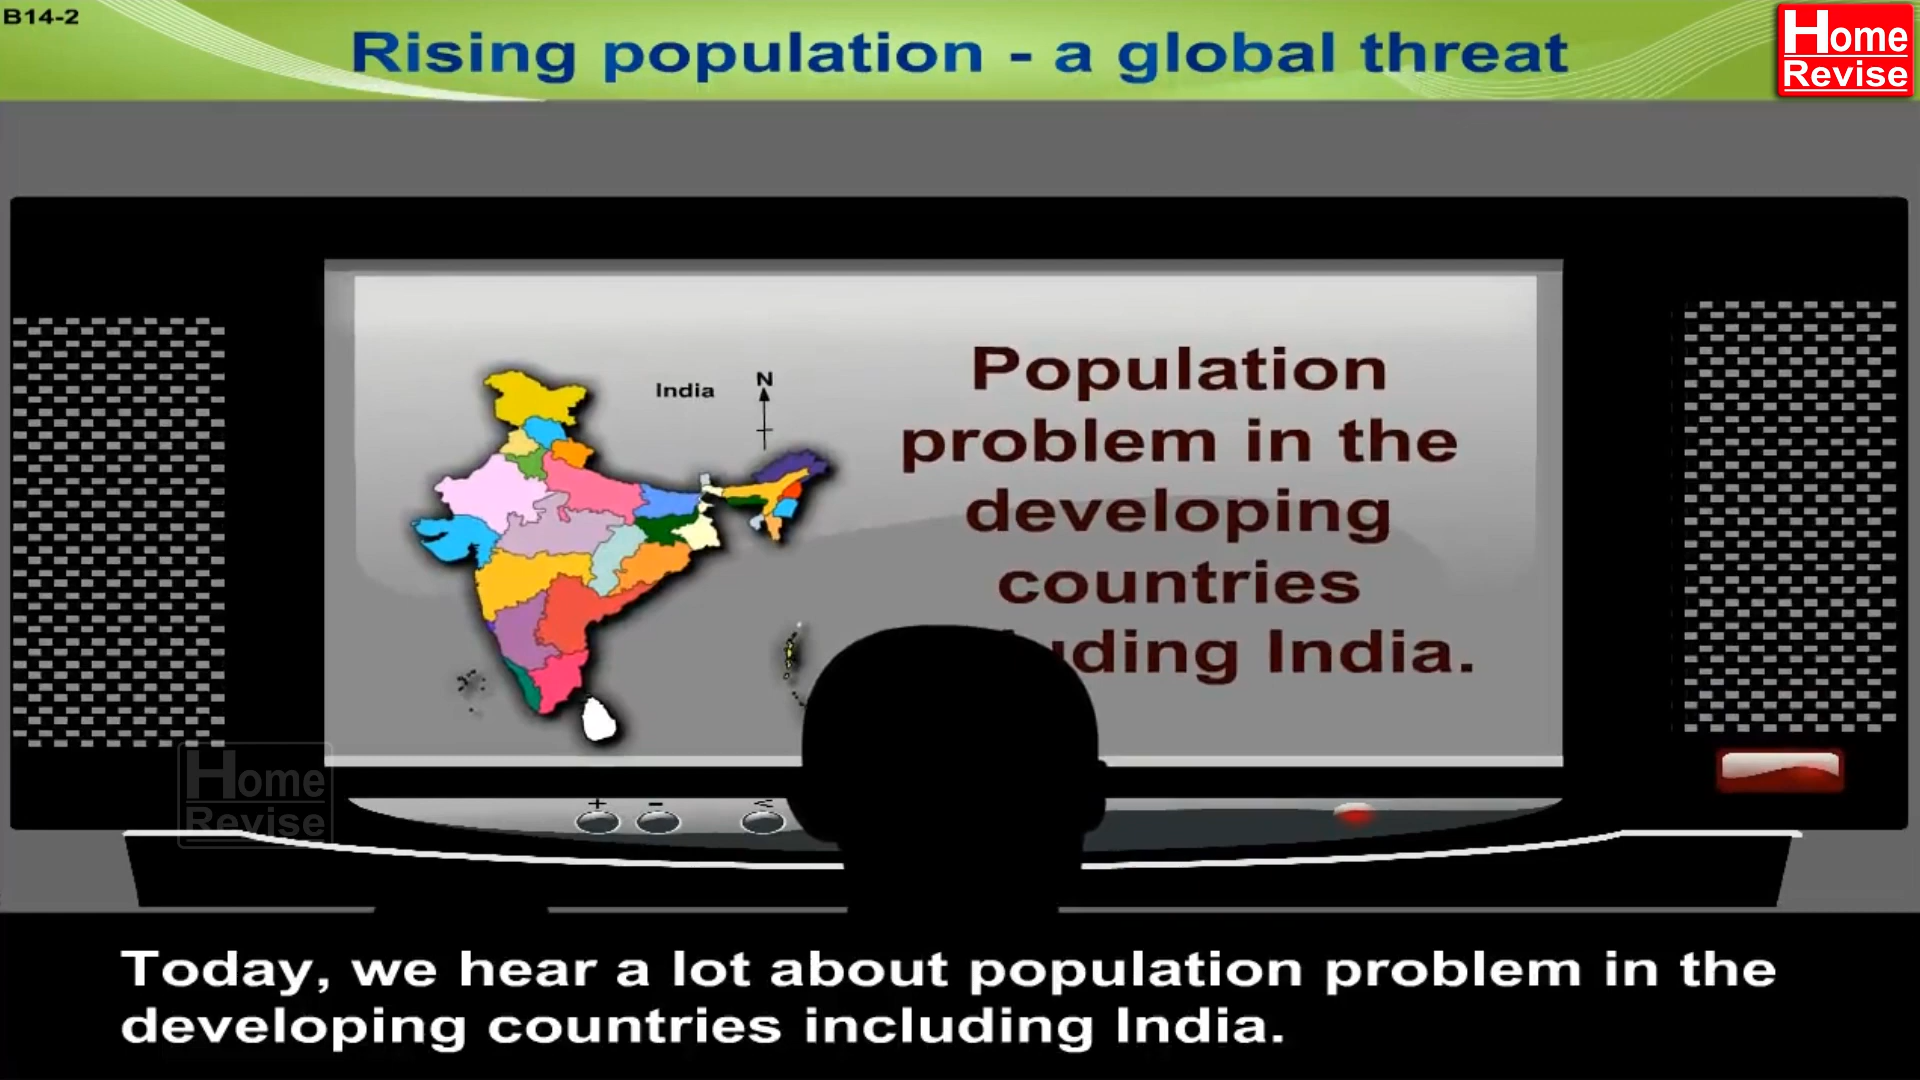 B14-2
Rising population - a global threat
Home
Revise
India
N
Population
problem in the
developing
countries
India.
+ - <
Home
Revise
Today, we hear a lot about population problem in the
developing countries including India.